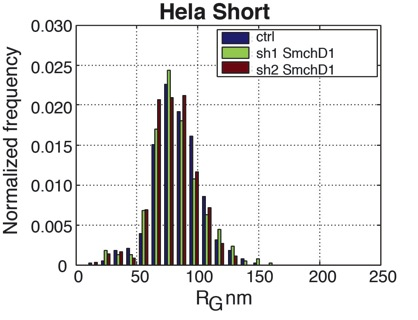 Hela Short
ctrl
sh1 SmchD1
sh2 SmchD1
Normalized frequency
0.030
0.025
0.020
0.015
0.010
0.005
0
0 50 100 150 200 250
RG nm